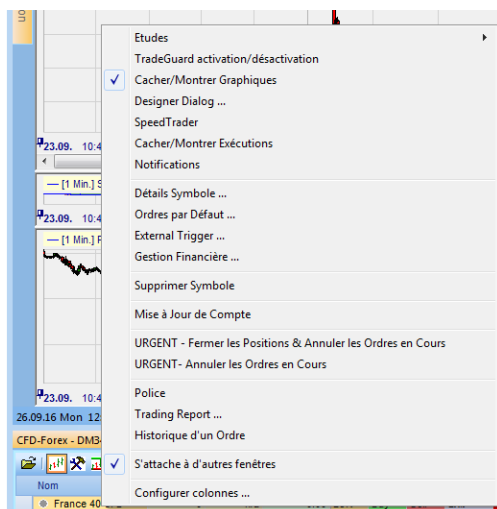 on
Etudes
TradeGuard activation/désactivation
Cacher/Montrer Graphiques
Designer Dialog ...
SpeedTrader
Cacher/Montrer Exécutions
Notifications
23.09. 10:4
[1 Min.] S
Détails Symbole ...
Ordres par Défaut ...
23.09. 10:4
[1 Min.] F
External Trigger ...
Gestion Financière ...
Supprimer Symbole
Mise à Jour de Compte
URGENT - Fermer les Positions & Annuler les Ordres en Cours
URGENT- Annuler les Ordres en Cours
Police
23.09. 10:4
Trading Report ...
26.09.16 Mon 12
Historique d'un Ordre
CFD-Forex - DM3
S'attache à d'autres fenêtres
Nom
Configurer colonnes ...
France 40